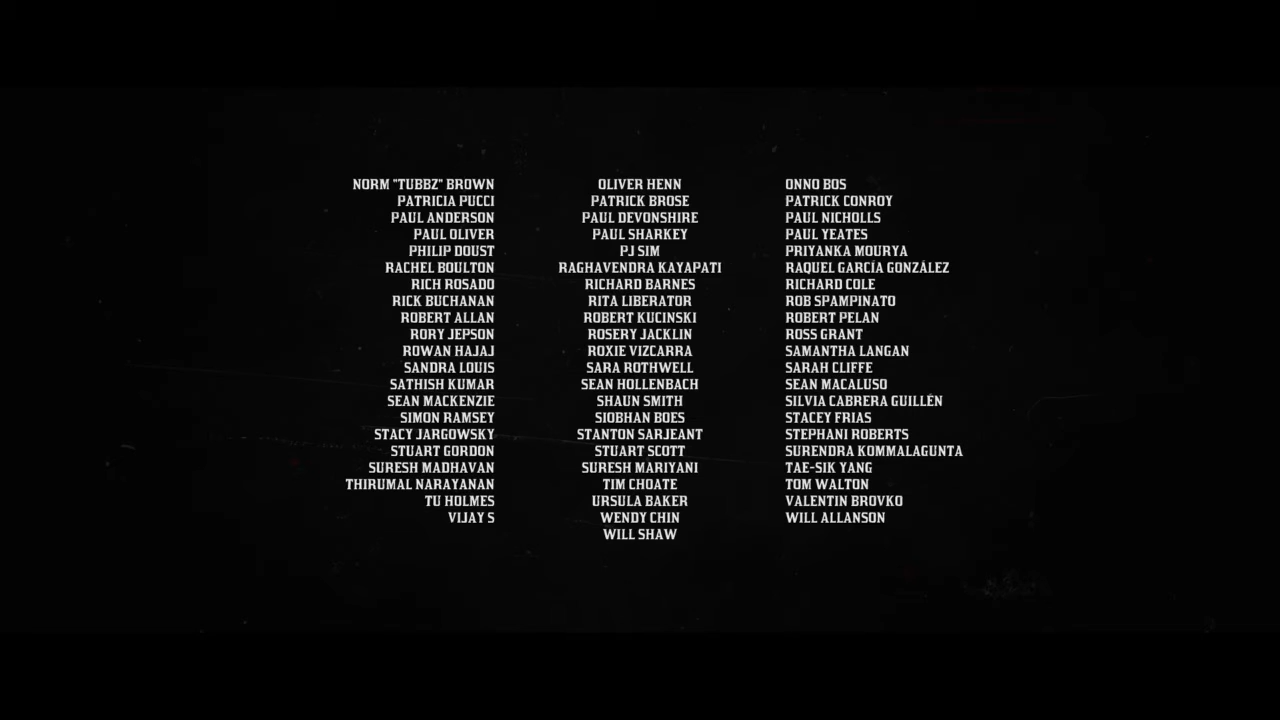 NORM "TUBBZ" BROWN OLIVER HENN ONNO BOS
PATRICIA PUCCI PATRICK BROSE PATRICK CONROY
PAUL ANDERSON PAUL DEVONSHIRE PAUL NICHOLLS
PAUL OLIVER PAUL SHARKEY PAUL YEATES
PHILIP DOUST PJ SIM PRIYANKA MOURYA
RACHEL BOULTON RAGHAVENDRA KAYAPATI RAQUEL GARCÍA GONZÁLEZ
RICH ROSADO RICHARD BARNES RICHARD COLE
RICK BUCHANAN RITA LIBERATOR ROB SPAMPINATO
ROBERT ALLAN ROBERT KUCINSKI ROBERT PELAN
RORY JEPSON ROSERY JACKLIN ROSS GRANT
ROWAN HAJAJ ROXIE VIZCARRA SAMANTHA LANGAN
SANDRA LOUIS SARA ROTHWELL SARAH CLIFFE
SATHISH KUMAR SEAN HOLLENBACH SEAN MACALUSO
SEAN MACKENZIE SHAUN SMITH SILVIA CABRERA GUILLÉN
SIMON RAMSEY SIOBHAN BOES STACEY FRIAS
STACY JARGOWSKY STANTON SARJEANT STEPHANI ROBERTS
STUART GORDON STUART SCOTT SURENDRA KOMMALAGUNTA
SURESH MADHAVAN SURESH MARIYANI TAE-SIK YANG
THIRUMAL NARAYANAN TIM CHOATE TOM WALTON
TU HOLMES URSULA BAKER VALENTIN BROVKO
VIJAY S WENDY CHIN WILL ALLANSON
WILL SHAW